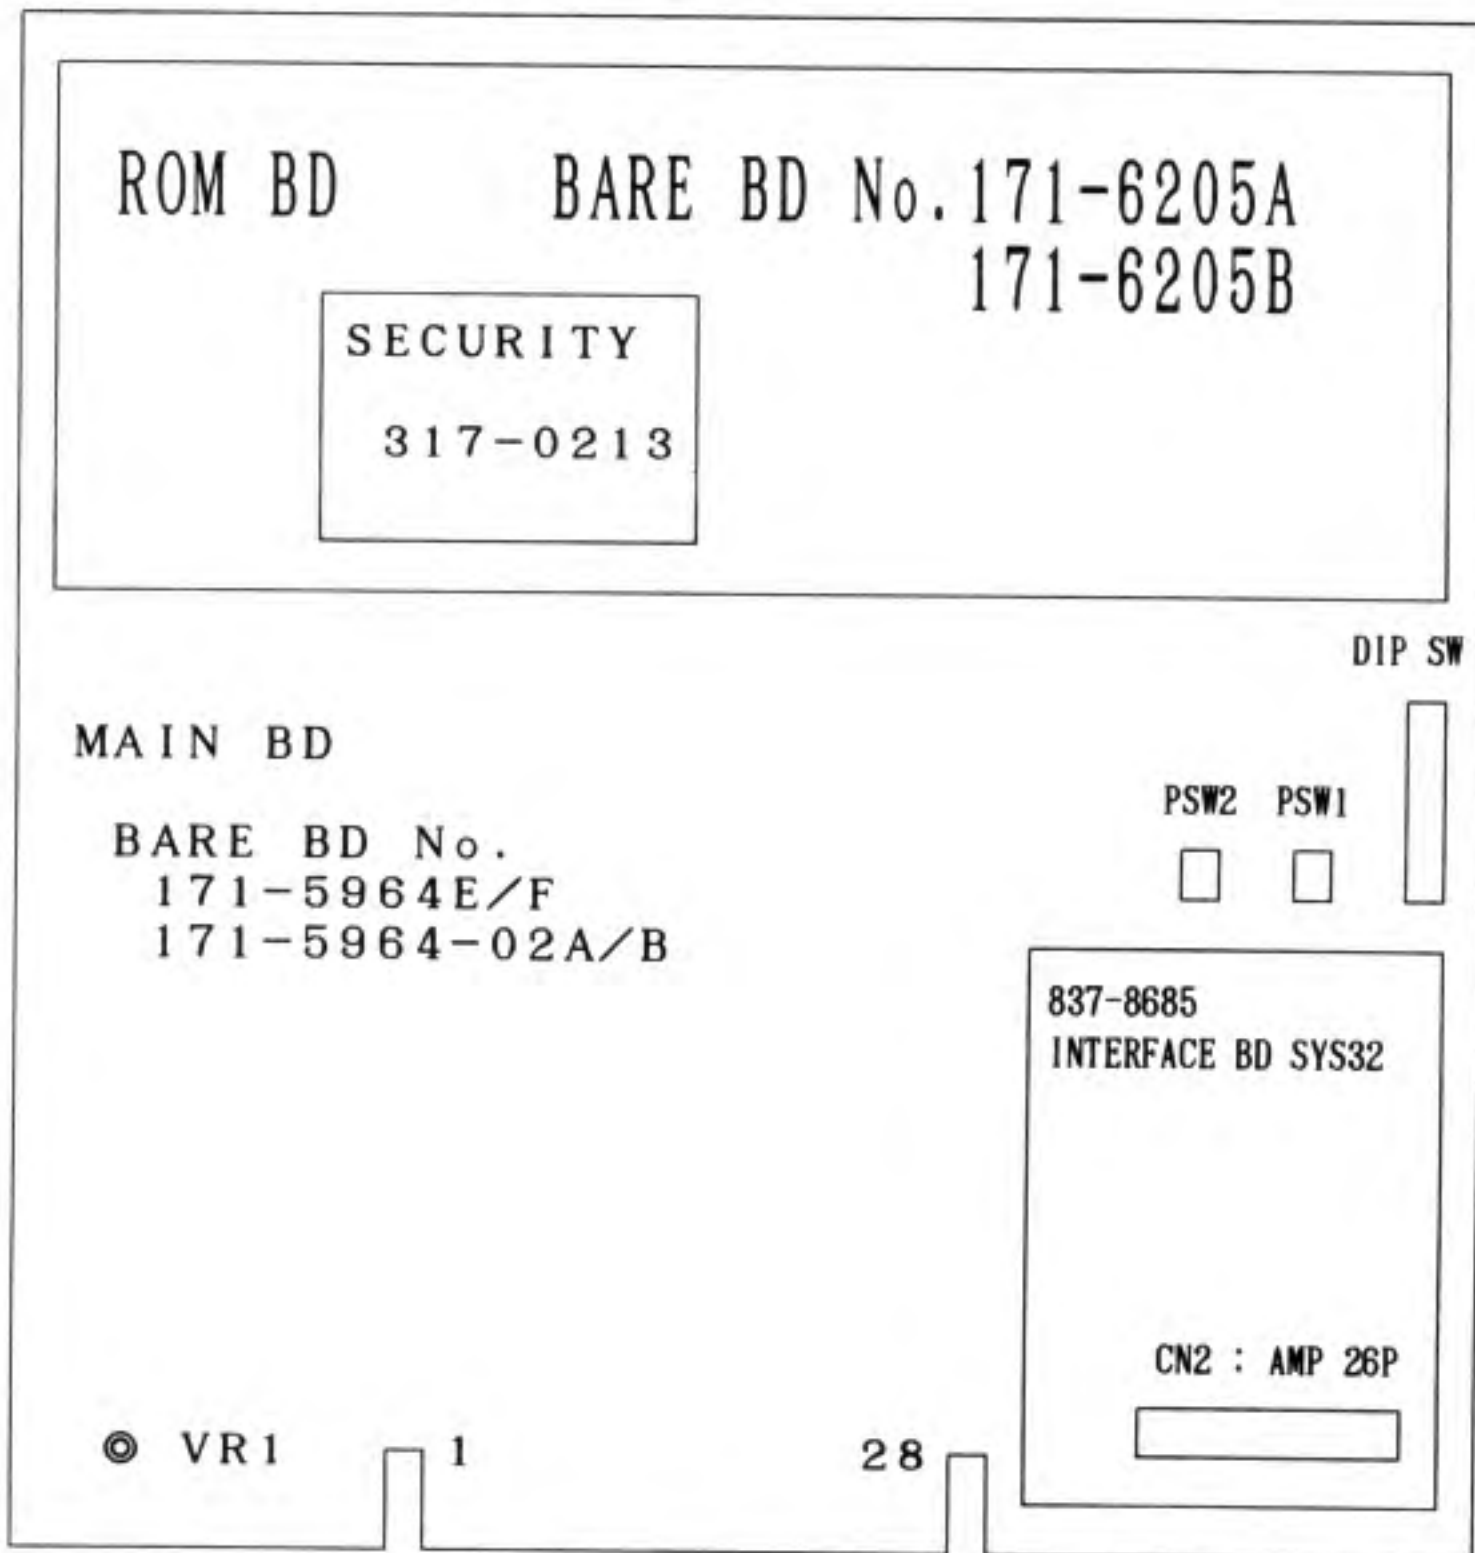 ROM BD BARE BD No.171-6205A
171-6205B
SECURITY
317-0213
DIP SW
MAIN BD
PSW2 PSW1
BARE BD No.
171-5964E/F
171-5964-02A/B
837-8685
INTERFACE BD SYS32
CN2 : AMP 26P
VR1 1 28